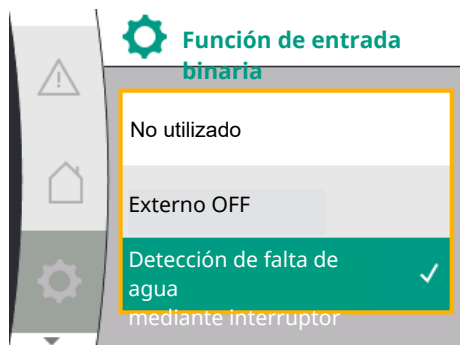 Función de entrada
binaria
No utilizado
Externo OFF
Detección de falta de
agua
mediante interruptor